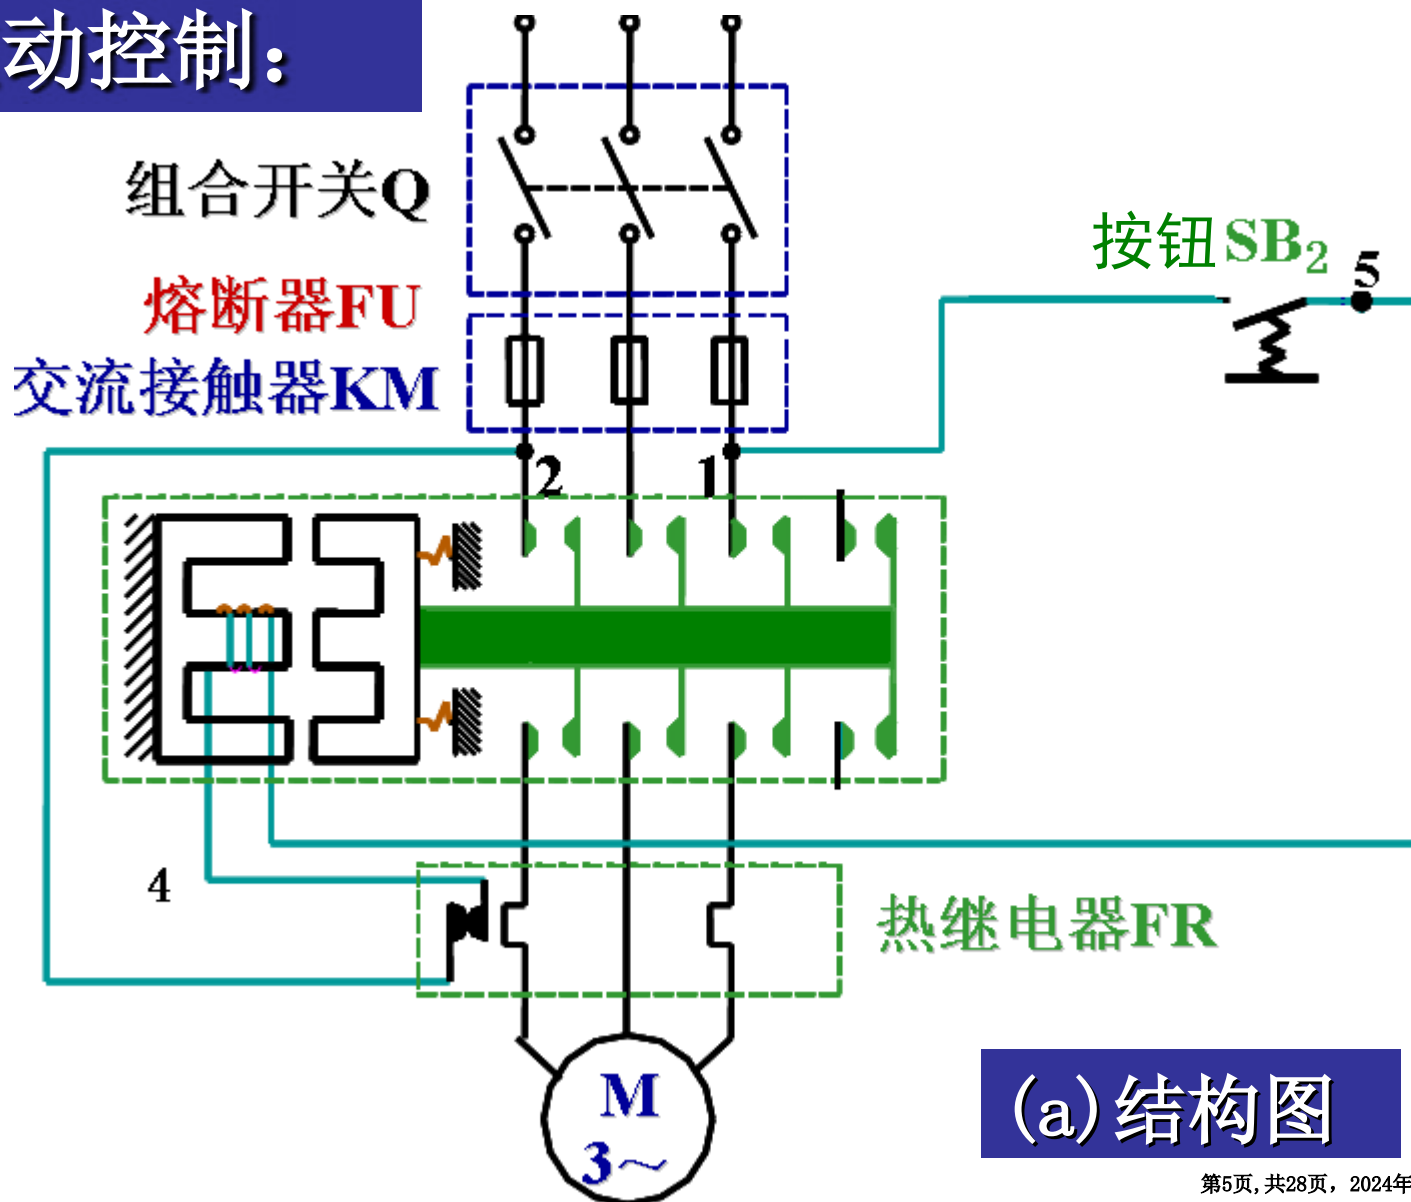 动控制：
组合开关Q
熔断器FU
交流接触器KM
按钮SB₂
5
2
1
4
热继电器FR
M
3～
(a)结构图
第5页,共28页，2024年